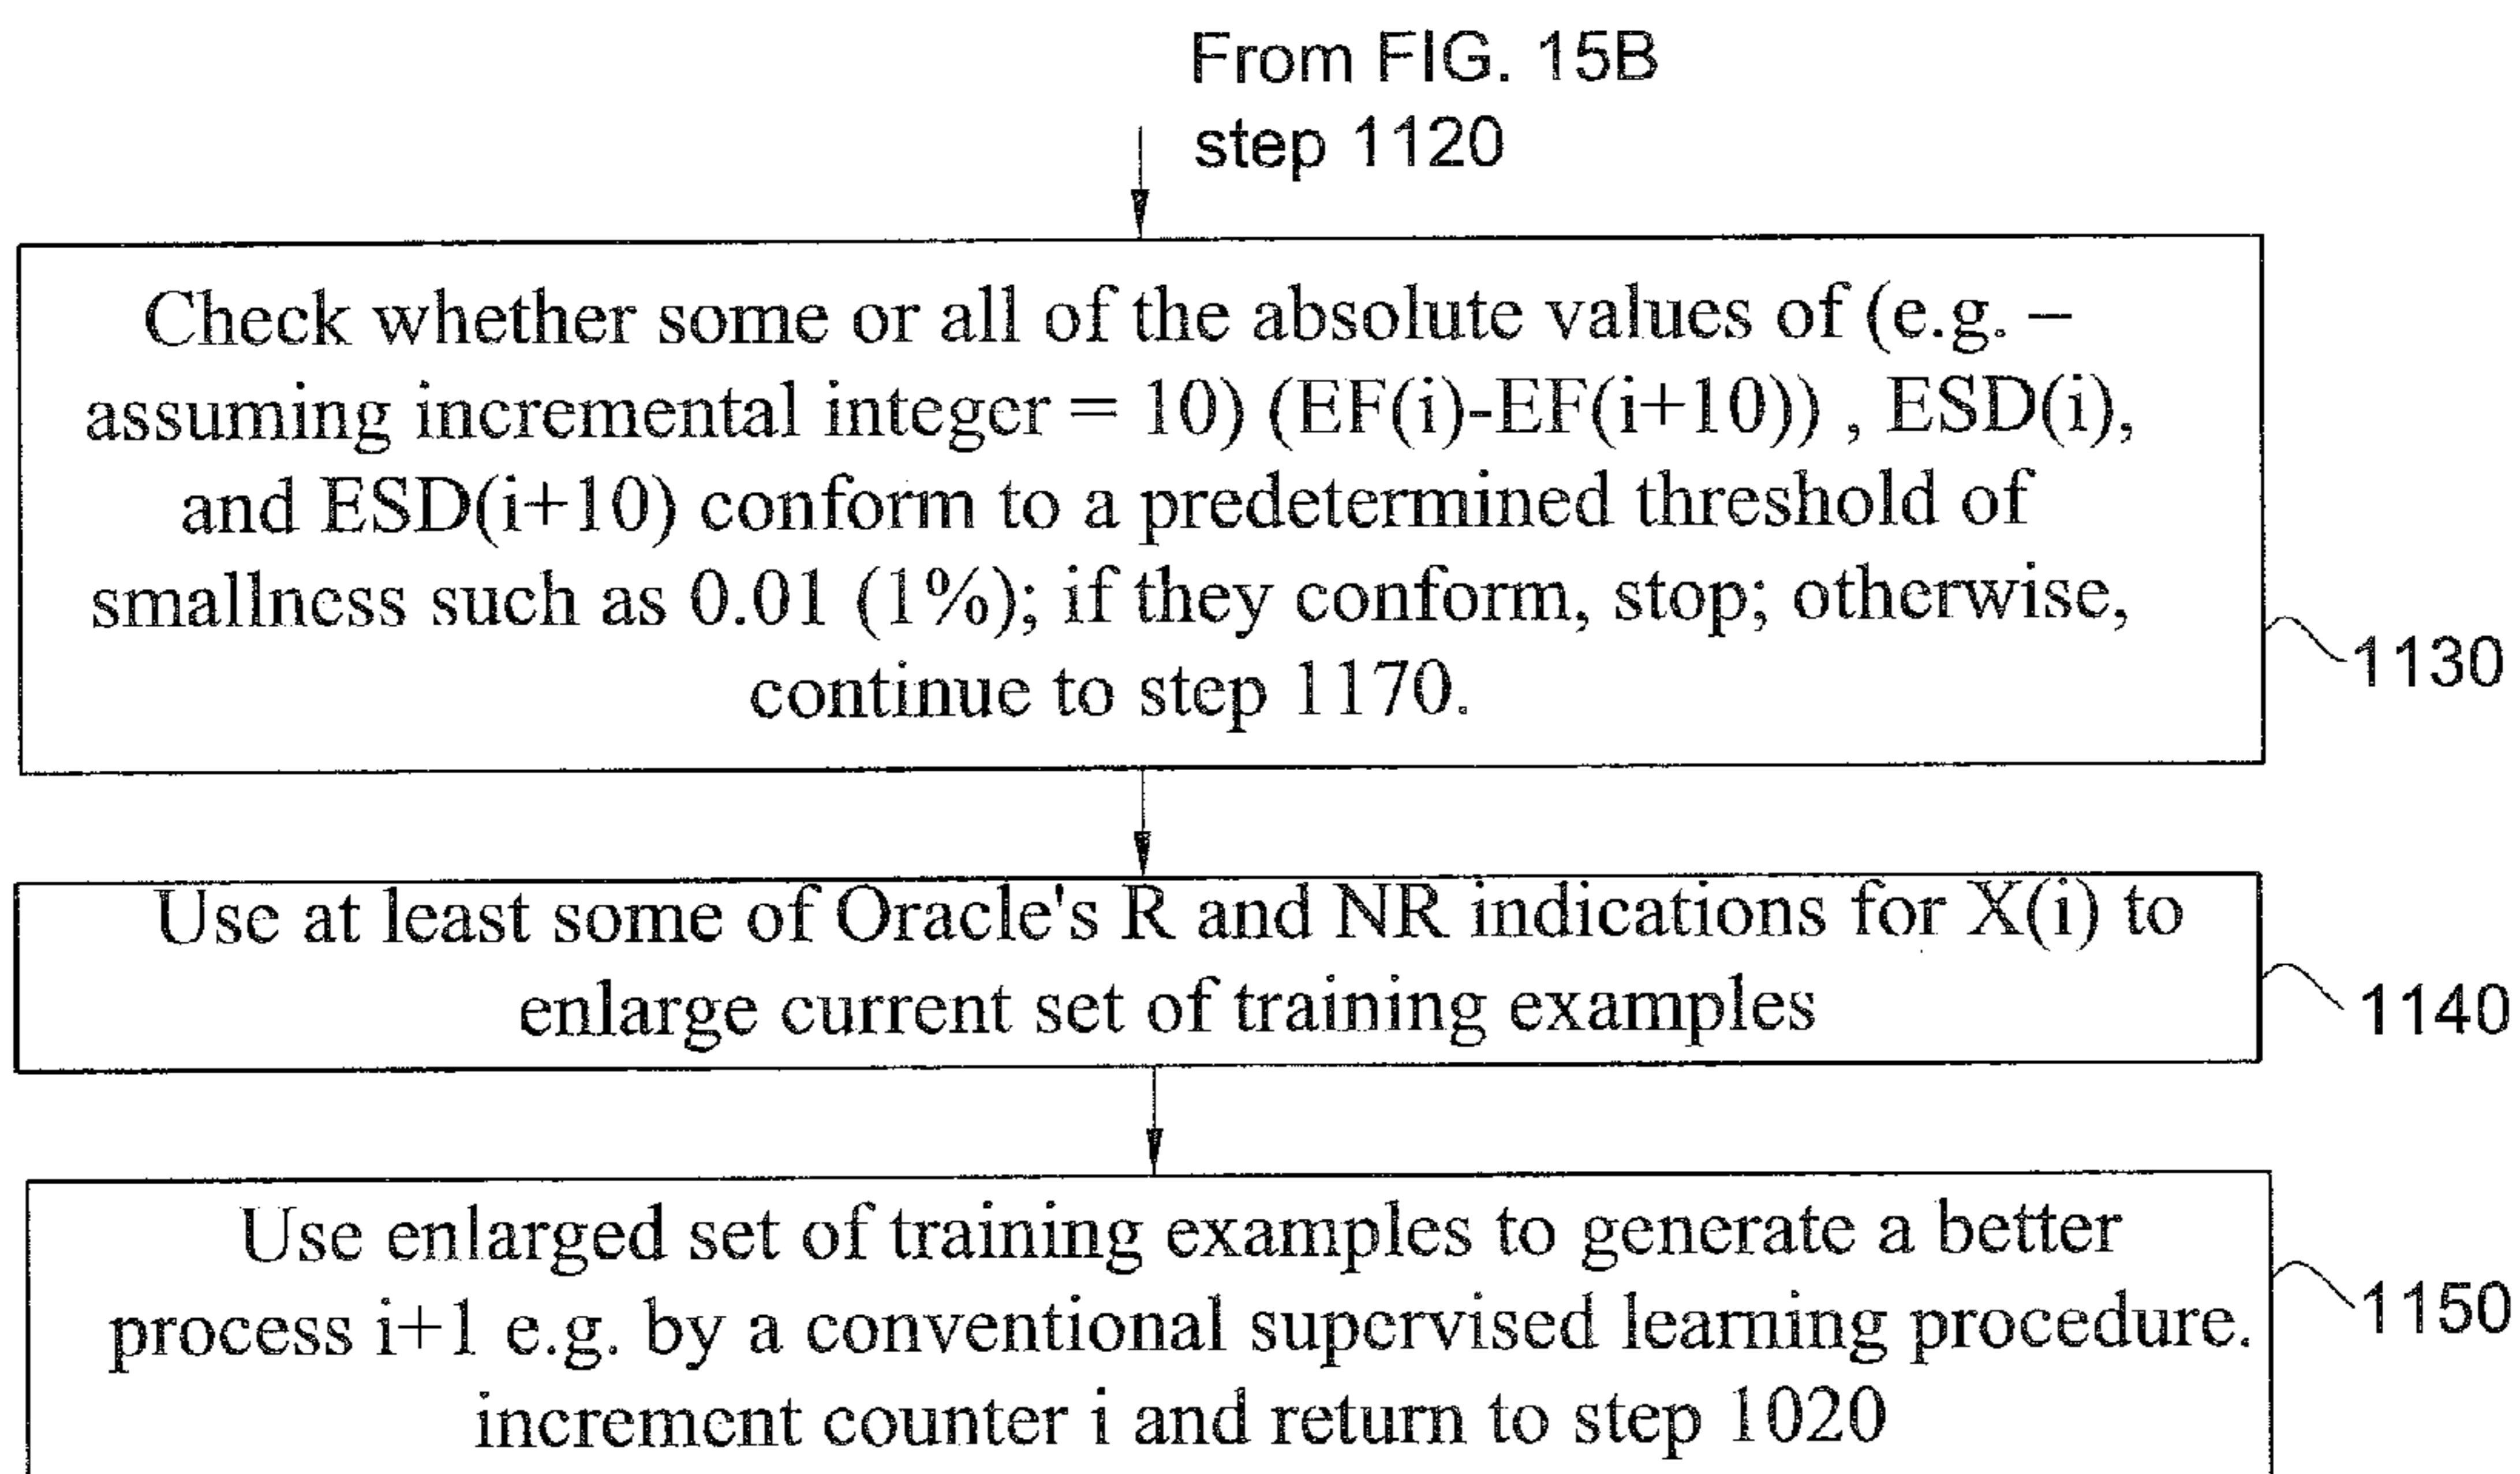 From FIG. 15B
step 1120
Check whether some or all of the absolute values of (e.g. –
assuming incremental integer = 10) (EF(i)-EF(i+10)) , ESD(i),
and ESD(i+10) conform to a predetermined threshold of
smallness such as 0.01 (1%); if they conform, stop; otherwise,
continue to step 1170.
1130
Use at least some of Oracle's R and NR indications for X(i) to
enlarge current set of training examples
1140
Use enlarged set of training examples to generate a better
process i+1 e.g. by a conventional supervised learning procedure.
increment counter i and return to step 1020
1150